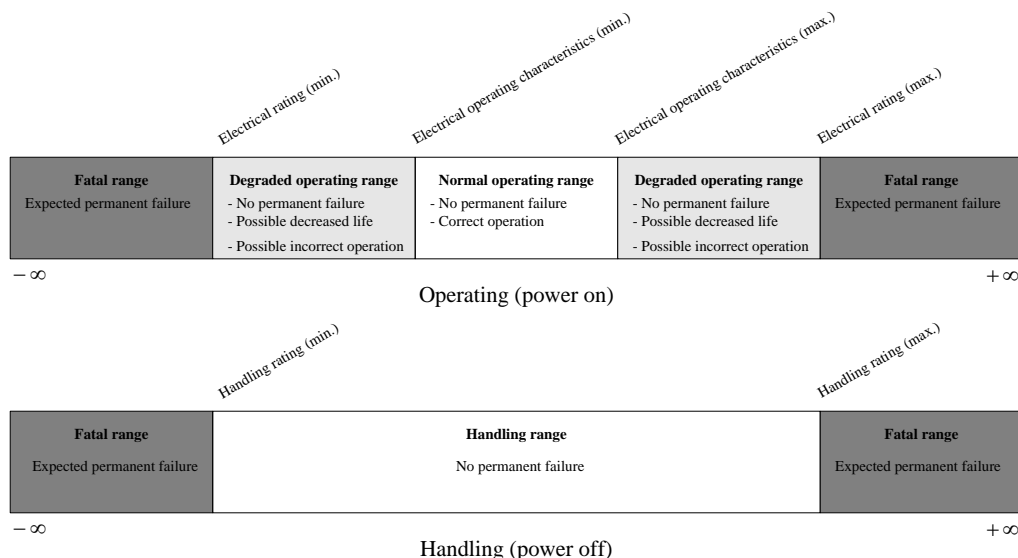 Electrical rating (min.)
Electrical operating characteristics (min.)
Electrical operating characteristics (max.)
Electrical rating (max.)
Fatal range
Expected permanent failure
Degraded operating range
- No permanent failure
- Possible decreased life
- Possible incorrect operation
Normal operating range
- No permanent failure
- Correct operation
Degraded operating range
- No permanent failure
- Possible decreased life
- Possible incorrect operation
Fatal range
Expected permanent failure
– ∞
+ ∞
Operating (power on)
Handling rating (min.)
Handling rating (max.)
Fatal range
Expected permanent failure
Handling range
No permanent failure
Fatal range
Expected permanent failure
– ∞
+ ∞
Handling (power off)